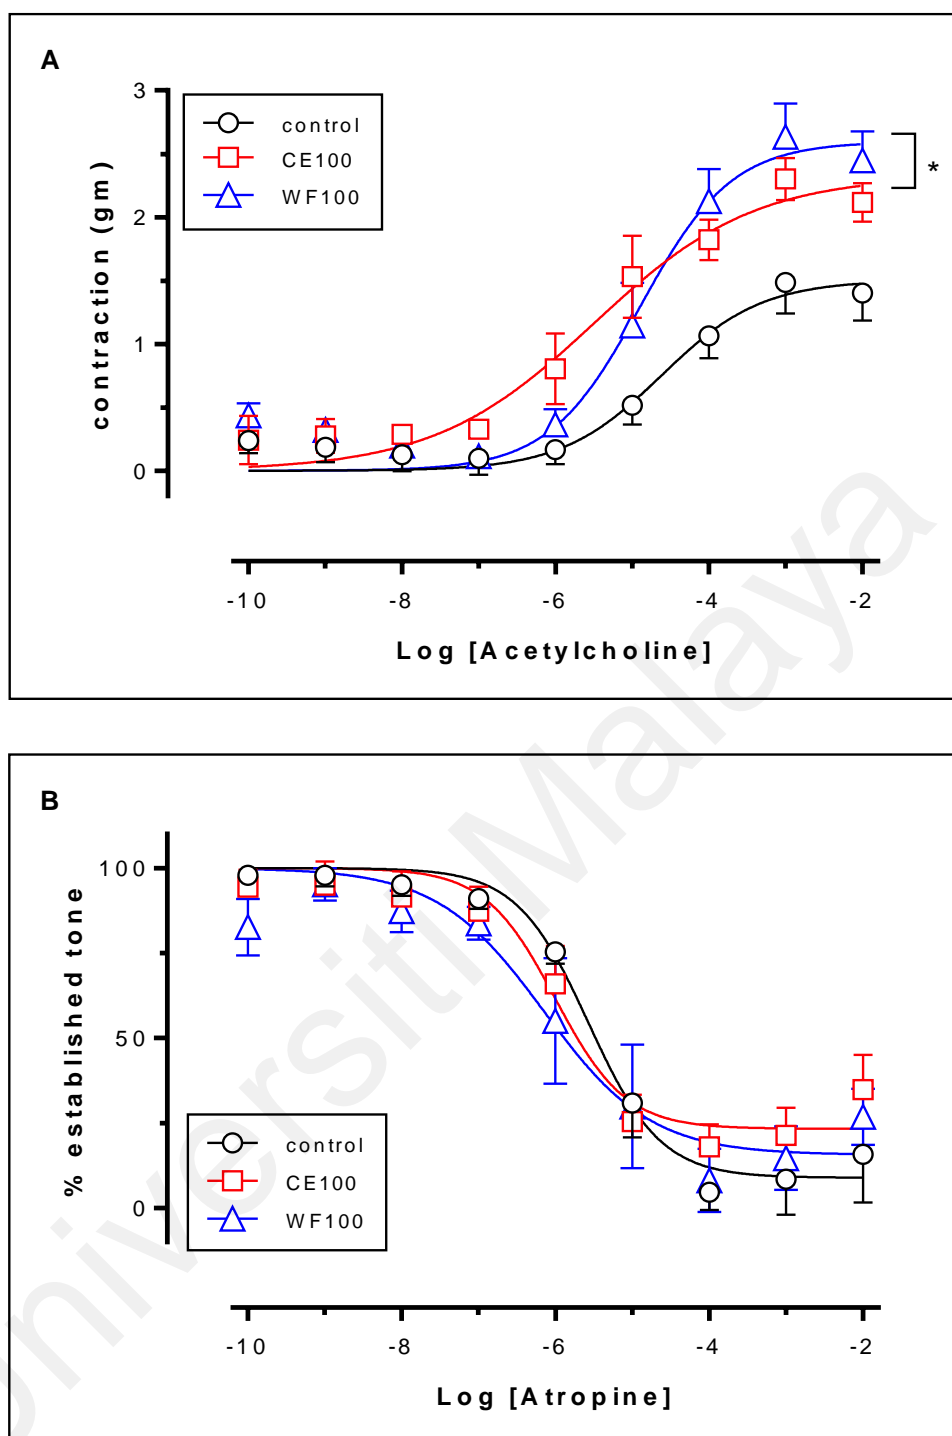 A
3
2
1
0
contraction (gm)
control
CE100
WF100
*
-10 -8 -6 -4 -2
Log [Acetylcholine]
B
100
50
0
% established tone
control
CE100
WF100
-10 -8 -6 -4 -2
Log [Atropine]
Universiti Malaya